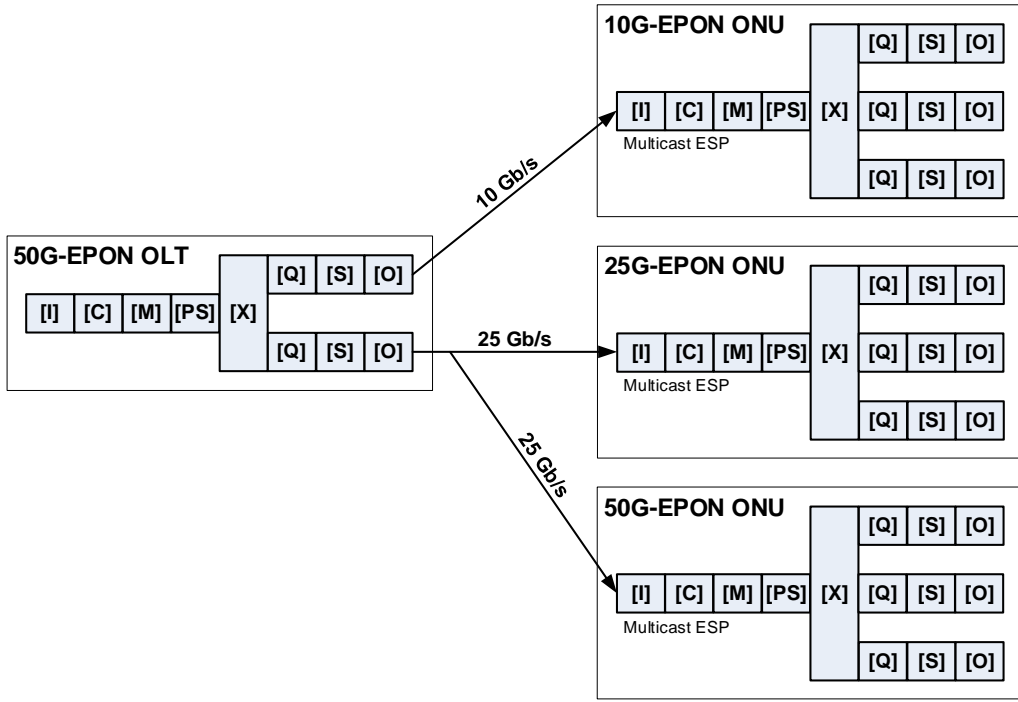 10G-EPON ONU
[Q] [S] [O]
[I] [C] [M] [PS] [X] [Q] [S] [O]
Multicast ESP
[Q] [S] [O]
10 Gb/s
50G-EPON OLT
[Q] [S] [O]
[I] [C] [M] [PS] [X]
[Q] [S] [O]
25 Gb/s
25G-EPON ONU
[Q] [S] [O]
[I] [C] [M] [PS] [X] [Q] [S] [O]
Multicast ESP
[Q] [S] [O]
25 Gb/s
50G-EPON ONU
[Q] [S] [O]
[I] [C] [M] [PS] [X] [Q] [S] [O]
Multicast ESP
[Q] [S] [O]